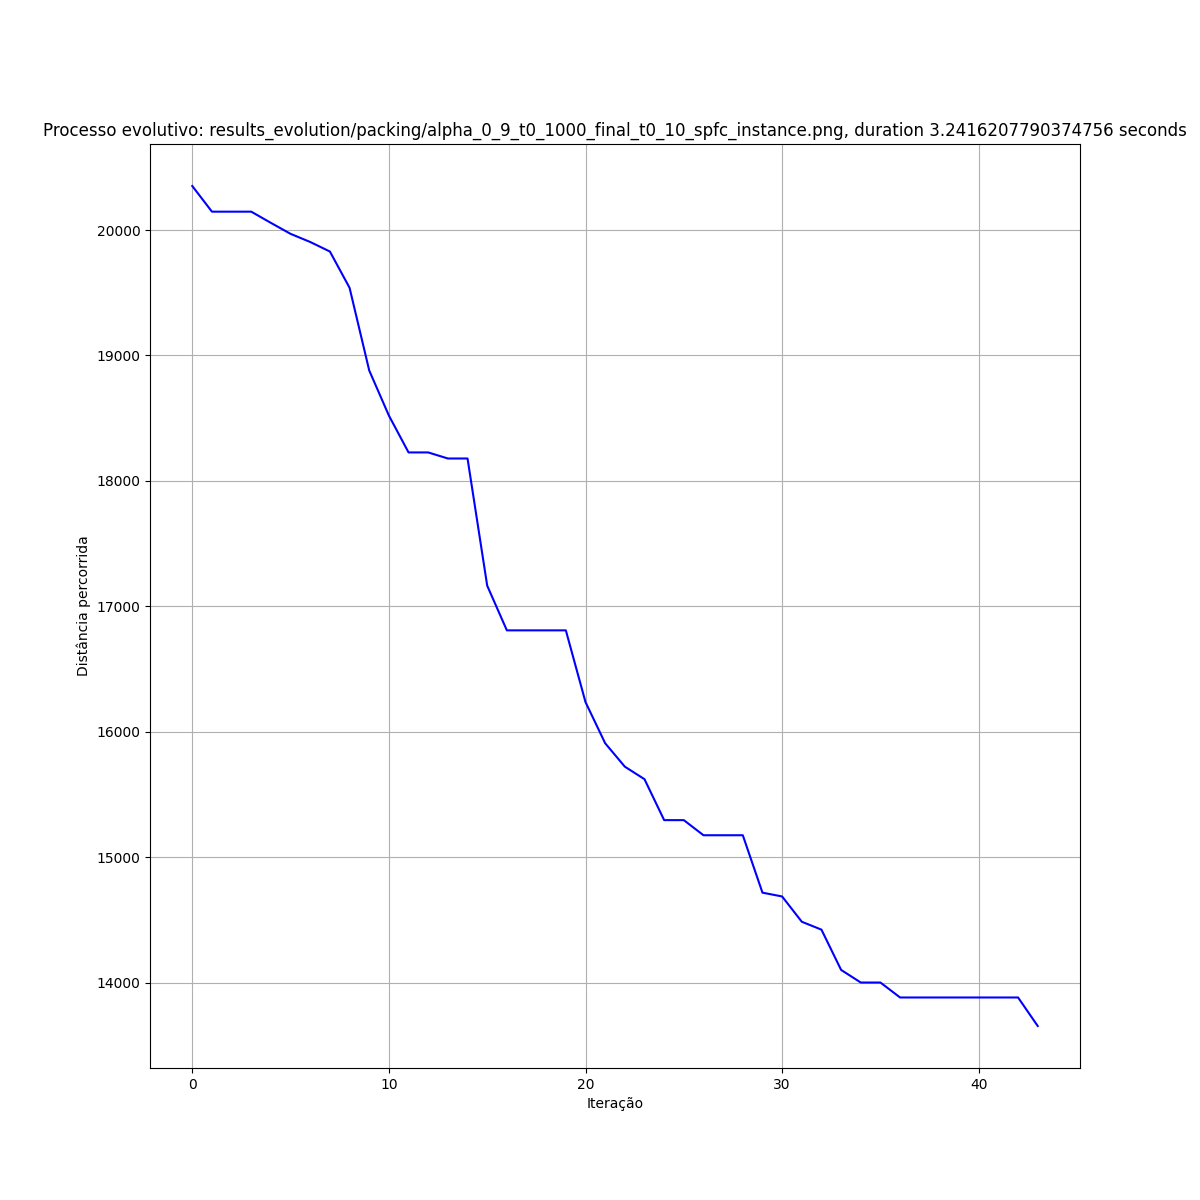 Processo evolutivo: results_evolution/packing/alpha_0_9_t0_1000_final_t0_10_spfc_instance.png, duration 3.2416207790374756 seconds
20000
19000
18000
17000
16000
15000
14000
Distância percorrida
0 10 20 30 40
Iteração